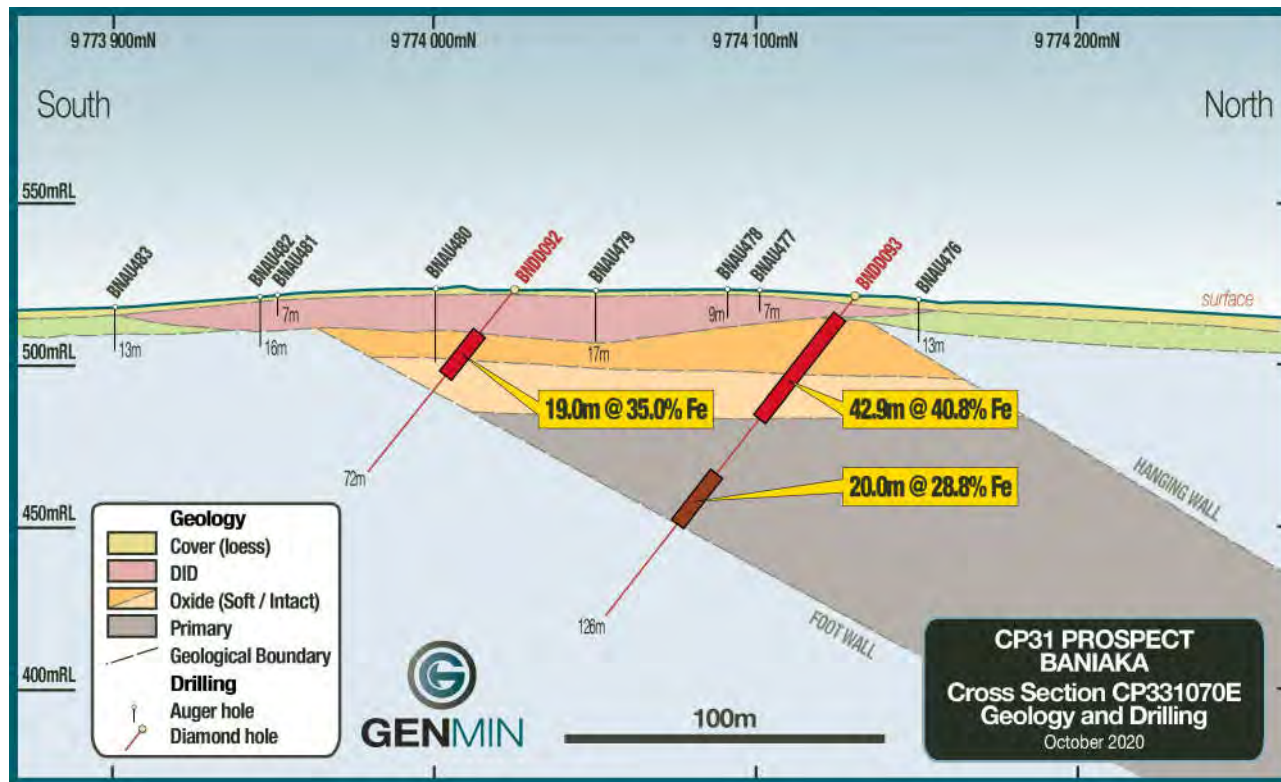 9 773 900mN
9 774 000mN
9 774 100mN
9 774 200mN
South
North
550mRL
BNAU483
BNAU482
BNAU481
BNAU480
BNDD092
BNAU479
BNAU478
BNAU477
BNDD093
BNAU476
surface
7m
9m
7m
13m
16m
17m
13m
500mRL
19.0m @ 35.0% Fe
42.9m @ 40.8% Fe
72m
HANGING WALL
20.0m @ 28.8% Fe
450mRL
126m
FOOT WALL
400mRL
Geology
Cover (loess)
DID
Oxide (Soft / Intact)
Primary
Geological Boundary
Drilling
Auger hole
Diamond hole
G
GENMIN
100m
CP31 PROSPECT
BANIAKA
Cross Section CP331070E
Geology and Drilling
October 2020